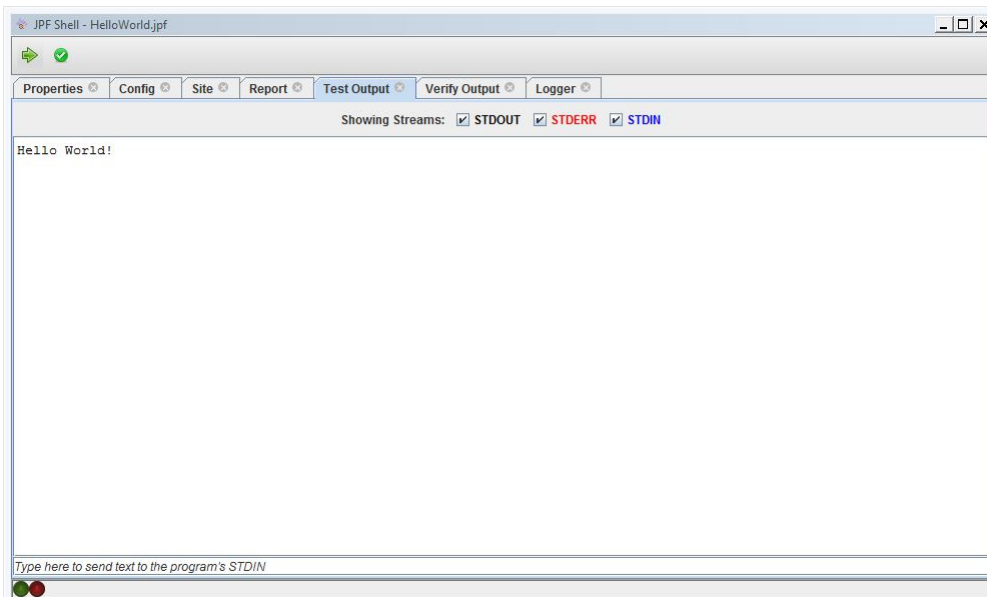 JPF Shell - HelloWorld.jpf
Properties Config Site Report Test Output Verify Output Logger
Showing Streams: STDOUT STDERR STDIN
Hello World!
Type here to send text to the program's STDIN